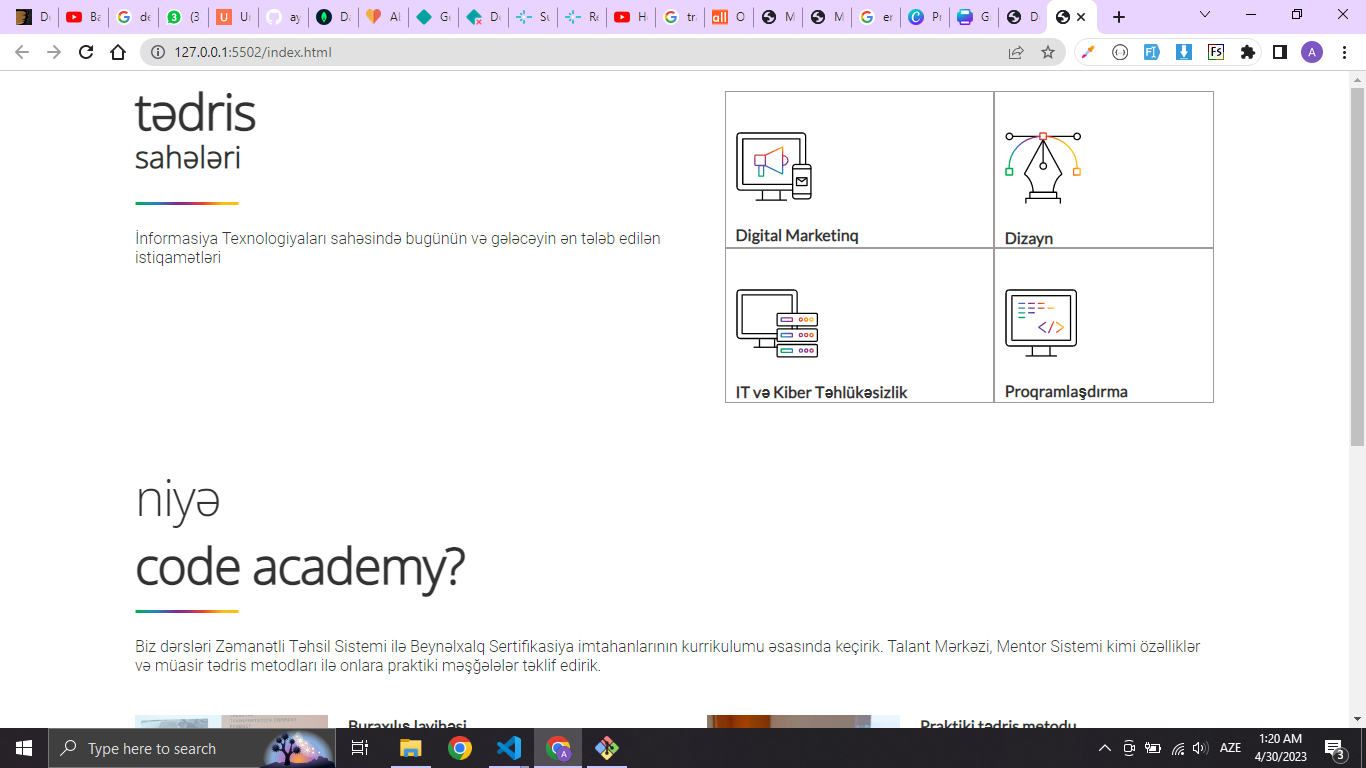 127.0.0.1:5502/index.html
A
tədris
sahələri
İnformasiya Texnologiyaları sahəsində bugünün və gələcəyin ən tələb edilən
istiqamətləri
Digital Marketinq
Dizayn
IT və Kiber Təhlükəsizlik
Proqramlaşdırma
niyə
code academy?
Biz dərsləri Zəmanətli Təhsil Sistemi ilə Beynəlxalq Sertifikasiya imtahanlarının kurrikulumu əsasında keçirik. Talant Mərkəzi, Mentor Sistemi kimi özəlliklər
və müasir tədris metodları ilə onlara praktiki məşğələlər təklif edirik.
Buraxılış layihəsi
Praktiki tədris metodu
Type here to search
AZE
1:20 AM
4/30/2023
3